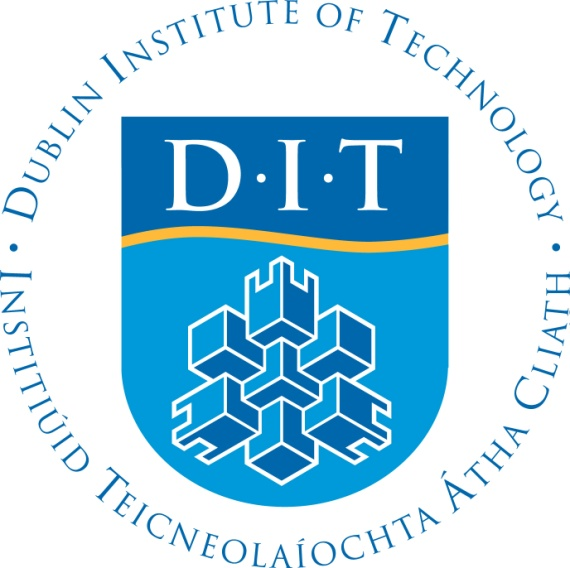 DUBLIN INSTITUTE OF TECHNOLOGY
D·I·T
INSTITIÚID TEICNEOLAÍOCHTA ÁTHA CLIATH